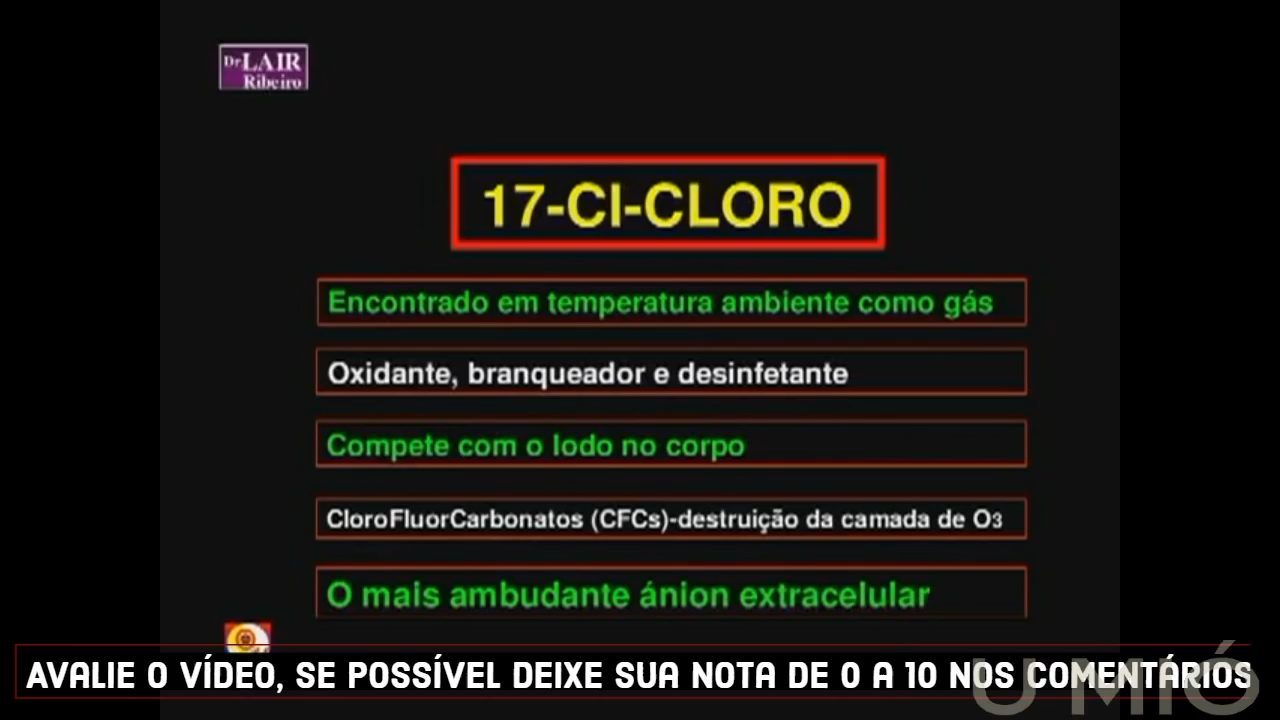 Dr LAIR
Ribeiro
17-Cl-CLORO
Encontrado em temperatura ambiente como gás
Oxidante, branqueador e desinfetante
Compete com o Iodo no corpo
CloroFluorCarbonatos (CFCs)-destruição da camada de O3
O mais ambudante ánion extracelular
AVALIE O VÍDEO, SE POSSÍVEL DEIXE SUA NOTA DE 0 A 10 NOS COMENTÁRIOS
U MIÓ